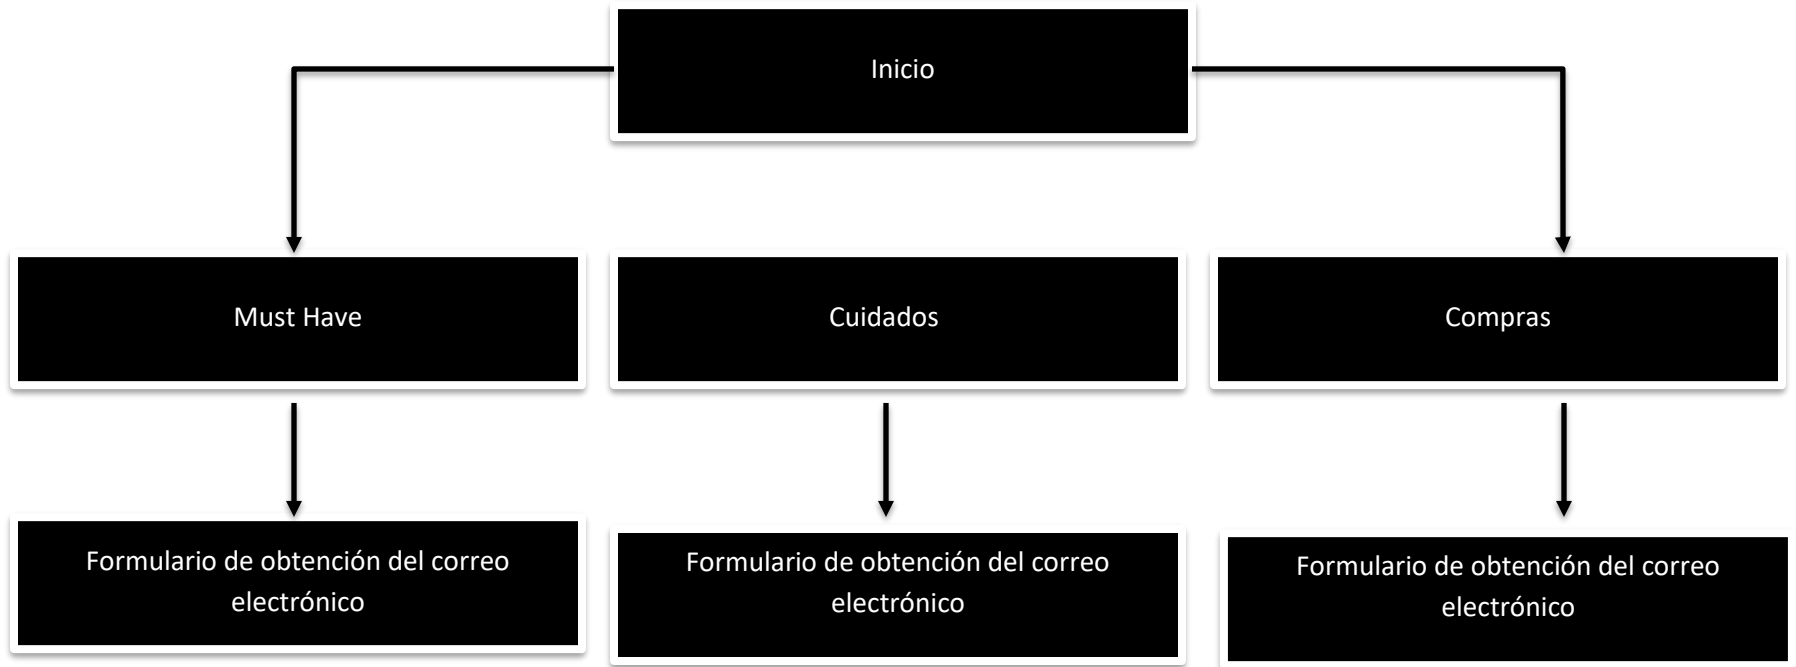 Inicio
Must Have
Cuidados
Compras
Formulario de obtención del correo
electrónico
Formulario de obtención del correo
electrónico
Formulario de obtención del correo
electrónico